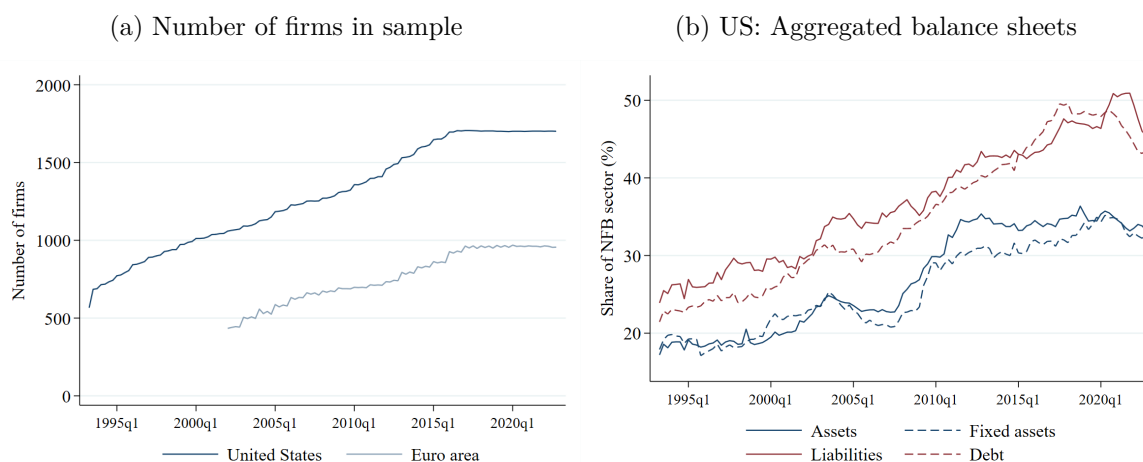 (a) Number of firms in sample
2000
1500
1000
500
0
Number of firms
1995q1 2000q1 2005q1 2010q1 2015q1 2020q1
United States Euro area
(b) US: Aggregated balance sheets
50
40
30
20
Share of NFB sector (%)
1995q1 2000q1 2005q1 2010q1 2015q1 2020q1
Assets Fixed assets
Liabilities Debt